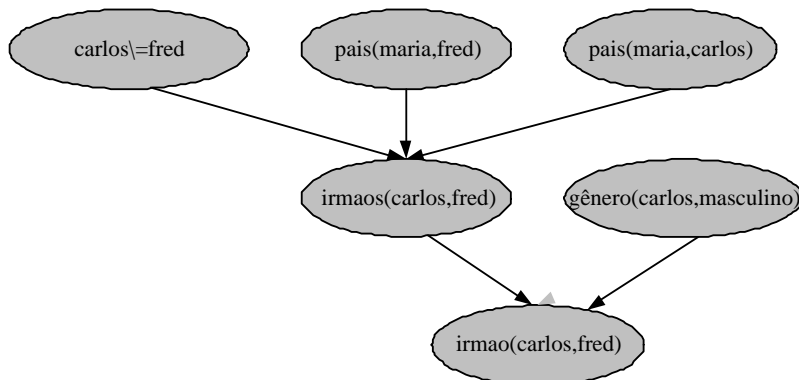 carlos\=fred
pais(maria,fred)
pais(maria,carlos)
irmaos(carlos,fred)
gênero(carlos,masculino)
irmao(carlos,fred)